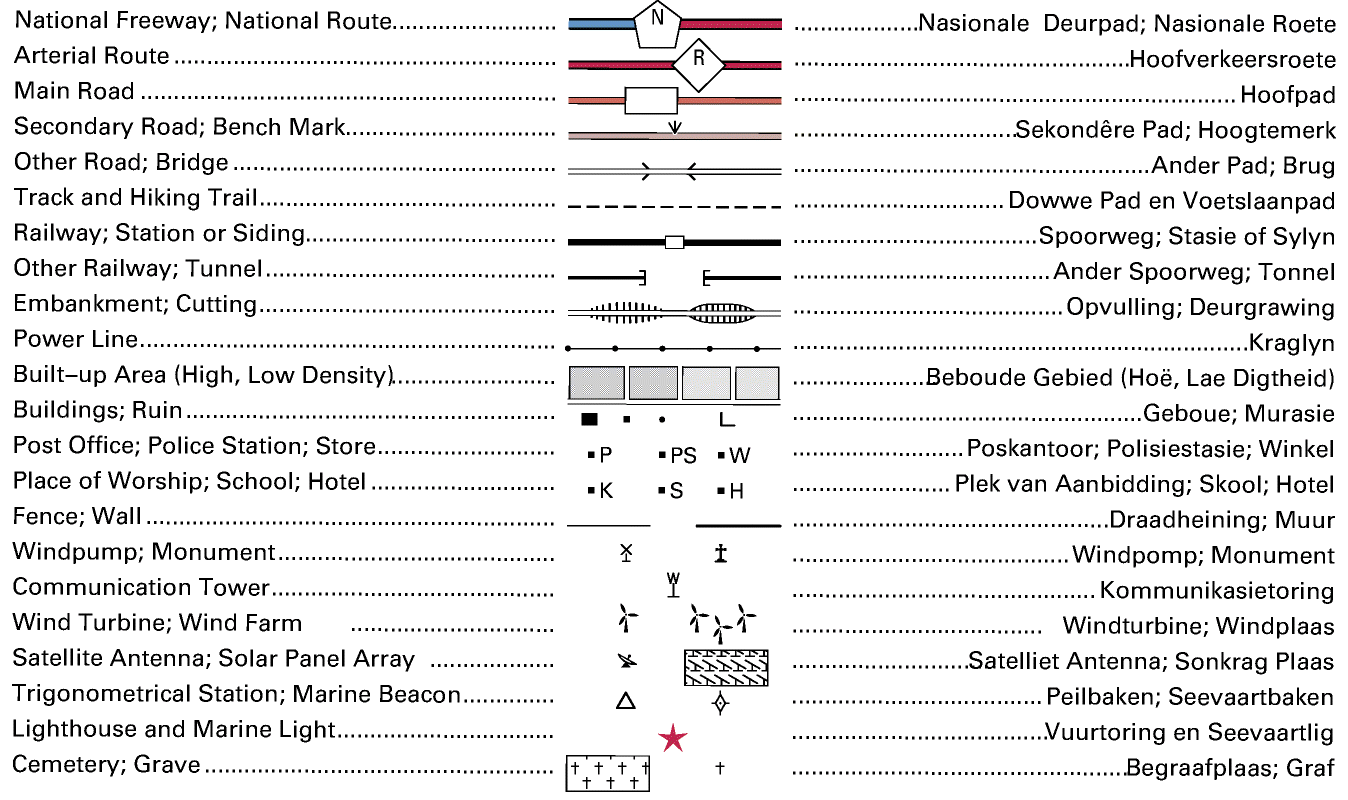 National Freeway; National Route N Nasionale Deurpad; Nasionale Roete
Arterial Route R Hoofverkeersroete
Main Road Hoofpad
Secondary Road; Bench Mark Sekondêre Pad; Hoogtemerk
Other Road; Bridge Ander Pad; Brug
Track and Hiking Trail Dowwe Pad en Voetslaanpad
Railway; Station or Siding Spoorweg; Stasie of Sylyn
Other Railway; Tunnel Ander Spoorweg; Tonnel
Embankment; Cutting Opvulling; Deurgrawing
Power Line Kraglyn
Built-up Area (High, Low Density) Beboude Gebied (Hoë, Lae Digtheid)
Buildings; Ruin Geboue; Murasie
Post Office; Police Station; Store P PS W Poskantoor; Polisiestasie; Winkel
Place of Worship; School; Hotel K S H Plek van Aanbidding; Skool; Hotel
Fence; Wall Draadheining; Muur
Windpump; Monument Windpomp; Monument
Communication Tower W Kommunikasietoring
Wind Turbine; Wind Farm Windturbine; Windplaas
Satellite Antenna; Solar Panel Array Satelliet Antenna; Sonkrag Plaas
Trigonometrical Station; Marine Beacon Peilbaken; Seevaartbaken
Lighthouse and Marine Light Vuurtoring en Seevaartlig
Cemetery; Grave Begraafplaas; Graf